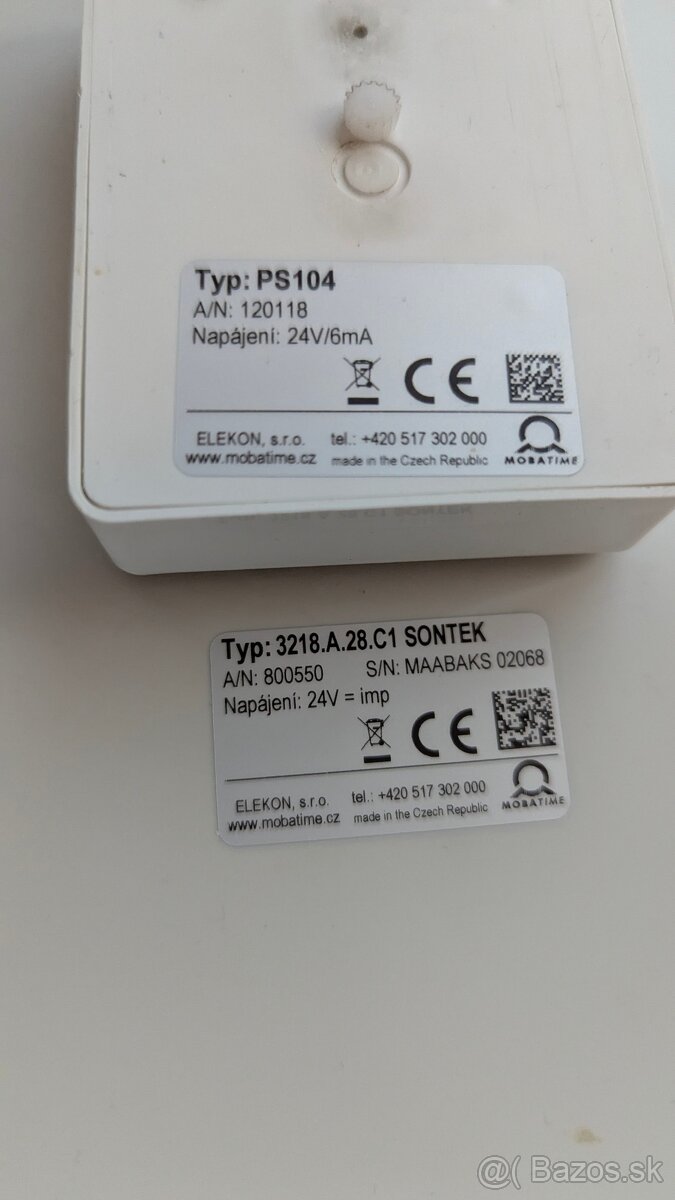 Typ: PS104
A/N: 120118
Napájení: 24V/6mA
CE
ELEKON, s.r.o. tel.: +420 517 302 000
www.mobatime.cz made in the Czech Republic MOBATIME
Typ: 3218.A.28.C1 SONTEK
A/N: 800550 S/N: MAABAKS 02068
Napájení: 24V = imp
CE
ELEKON, s.r.o. tel.: +420 517 302 000
www.mobatime.cz made in the Czech Republic MOBATIME
@( Bazos.sk